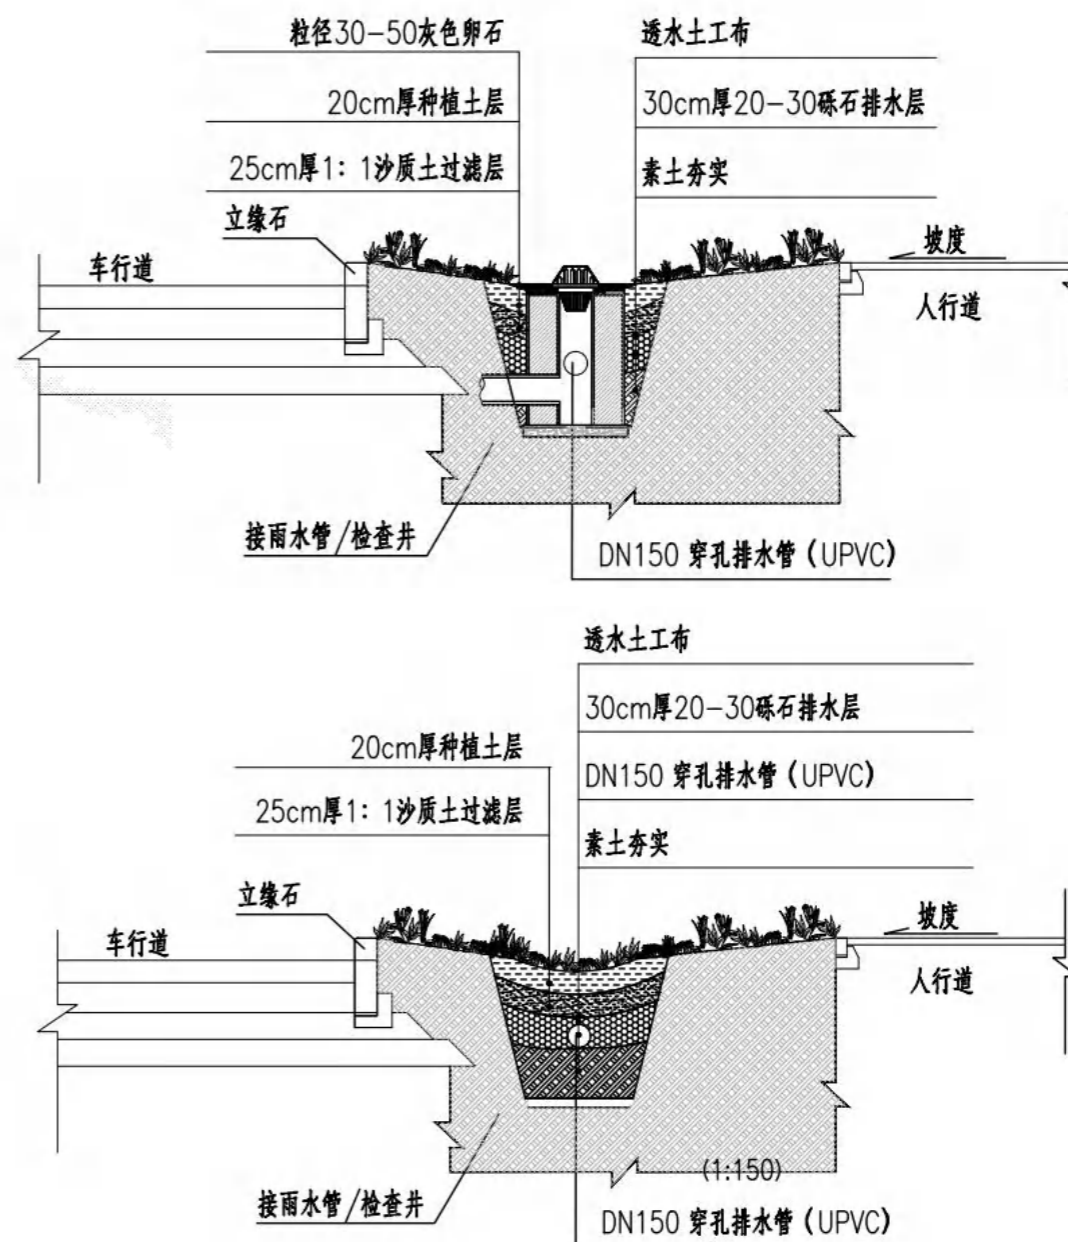 粒径30-50灰色卵石
透水土工布
20cm厚种植土层
30cm厚20-30砾石排水层
25cm厚1：1沙质土过滤层
素土夯实
立缘石
车行道
坡度
人行道
接雨水管/检查井
DN150 穿孔排水管（UPVC）
透水土工布
30cm厚20-30砾石排水层
20cm厚种植土层
DN150 穿孔排水管（UPVC）
25cm厚1：1沙质土过滤层
素土夯实
立缘石
车行道
坡度
人行道
(1:150)
接雨水管/检查井
DN150 穿孔排水管（UPVC）